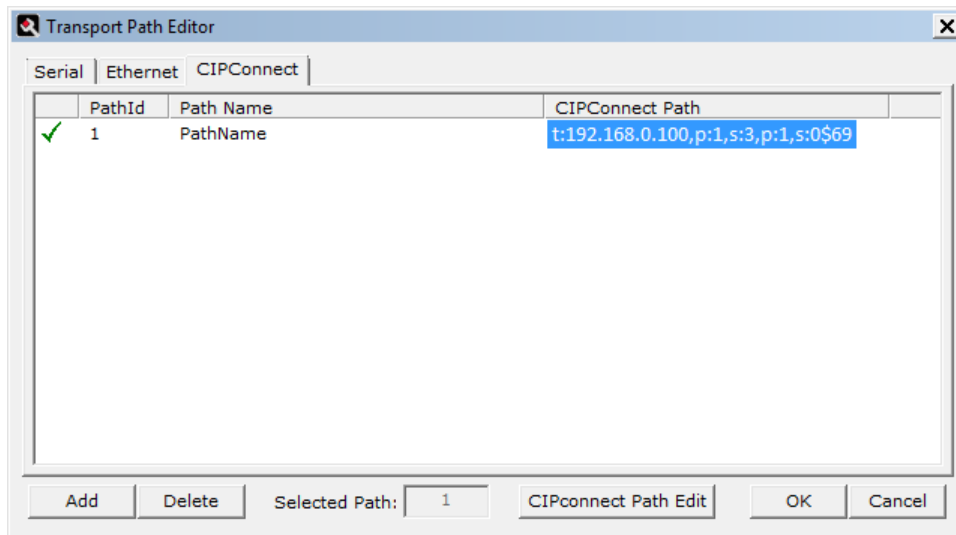 Transport Path Editor
Serial Ethernet CIPConnect
PathId Path Name CIPConnect Path
1 PathName t:192.168.0.100,p:1,s:3,p:1,s:0$69
Add Delete Selected Path: 1 CIPconnect Path Edit OK Cancel